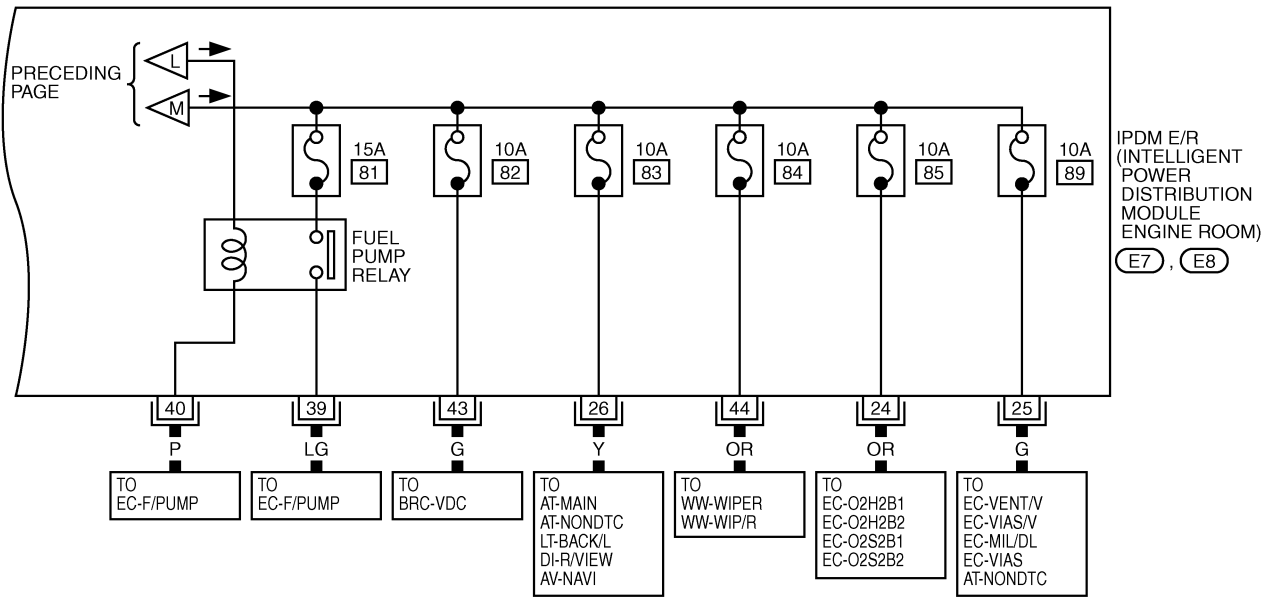 PRECEDING
PAGE
L
M
15A
81
10A
82
10A
83
10A
84
10A
85
10A
89
IPDM E/R
(INTELLIGENT
POWER
DISTRIBUTION
MODULE
ENGINE ROOM)
E7 , E8
FUEL
PUMP
RELAY
40
39
43
26
44
24
25
P
LG
G
Y
OR
OR
G
TO
EC-F/PUMP
TO
EC-F/PUMP
TO
BRC-VDC
TO
AT-MAIN
AT-NONDTC
LT-BACK/L
DI-R/VIEW
AV-NAVI
TO
WW-WIPER
WW-WIP/R
TO
EC-O2H2B1
EC-O2H2B2
EC-O2S2B1
EC-O2S2B2
TO
EC-VENT/V
EC-VIAS/V
EC-MIL/DL
EC-VIAS
AT-NONDTC